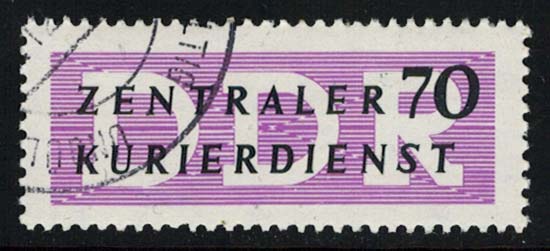 DDR
ZENTRALER 70
KURIERDIENST